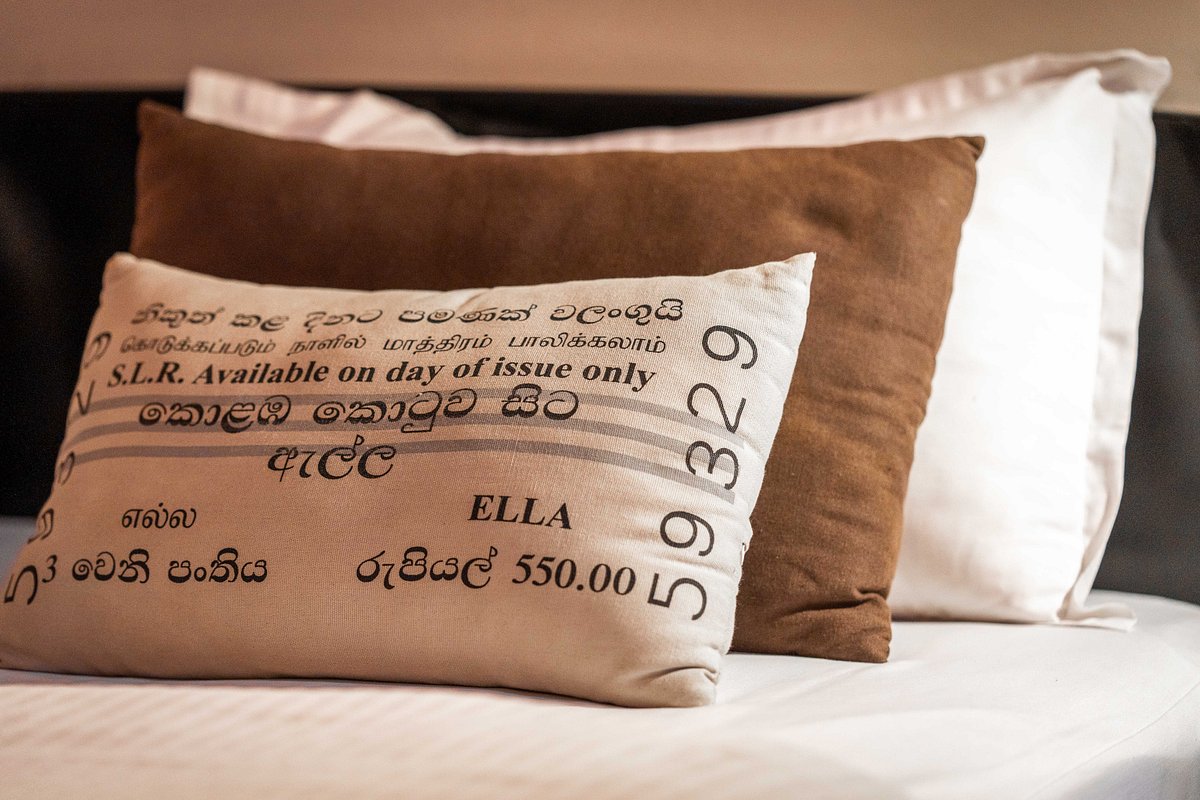 නිකුත් කළ දිනට පමණක් වලංගුයි
கொடுக்கப்படும் நாளில் மாத்திரம் பாலிக்கலாம்
S.L.R. Available on day of issue only
කොළඹ කොටුව සිට
ඇල්ල
எல்ல ELLA
3 වෙනි පංතිය රුපියල් 550.00
59329